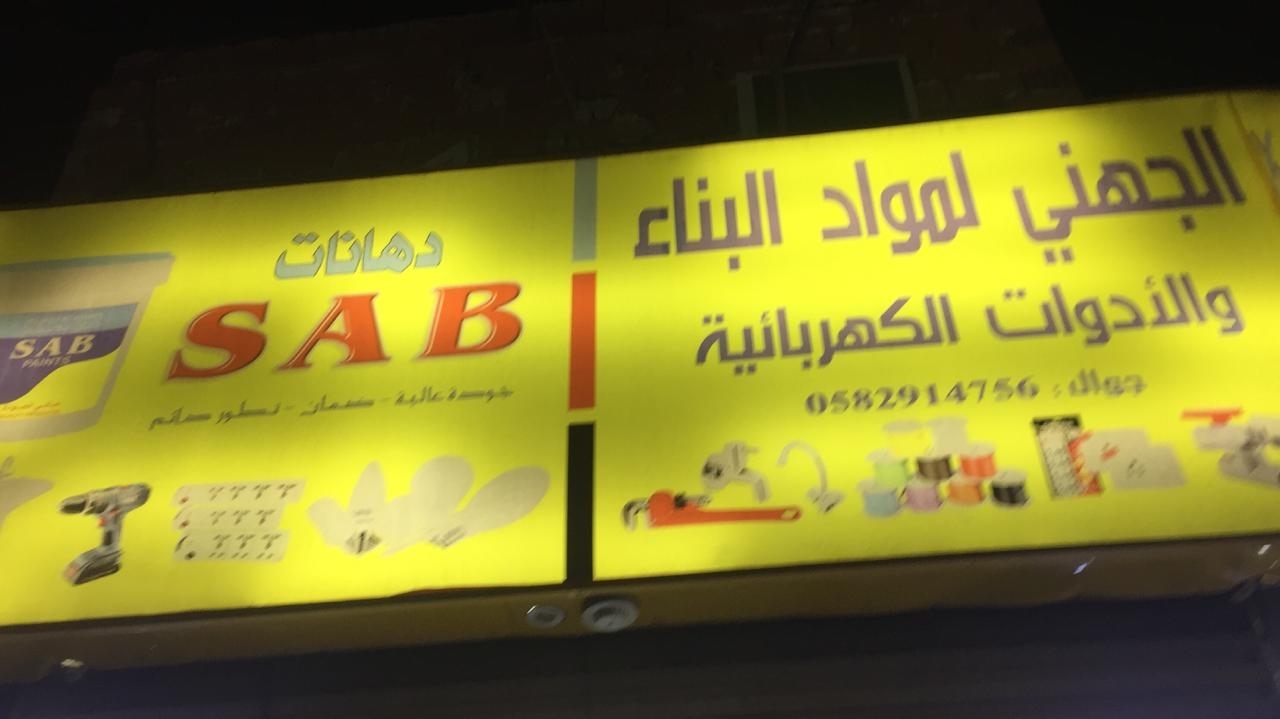 الجهني لمواد البناء
والأدوات الكهربائية
جوال: 0582914756
دهانات
SAB
جودة عالية - ضمان - تطور دائم
SAB
PAINTS